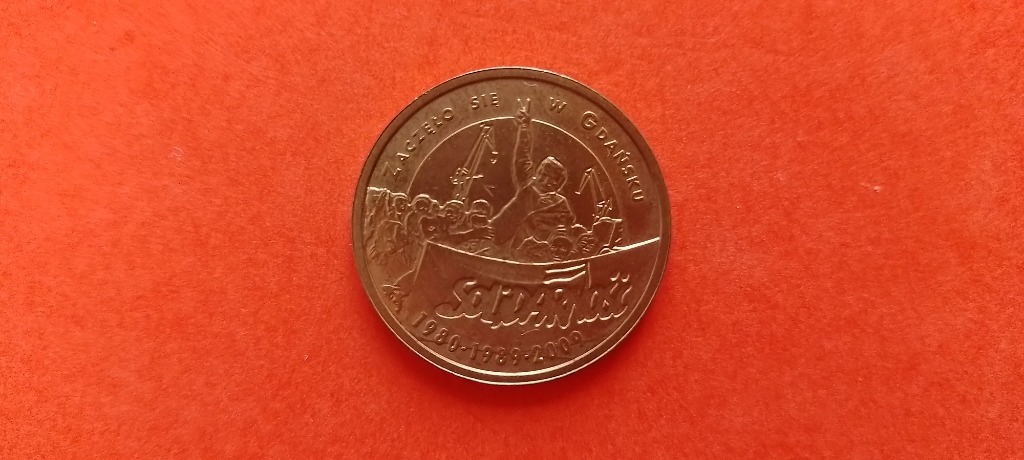 ZACZĘŁO SIĘ W GDAŃSKU
SOLIDARNOŚĆ
1980·1989·2009